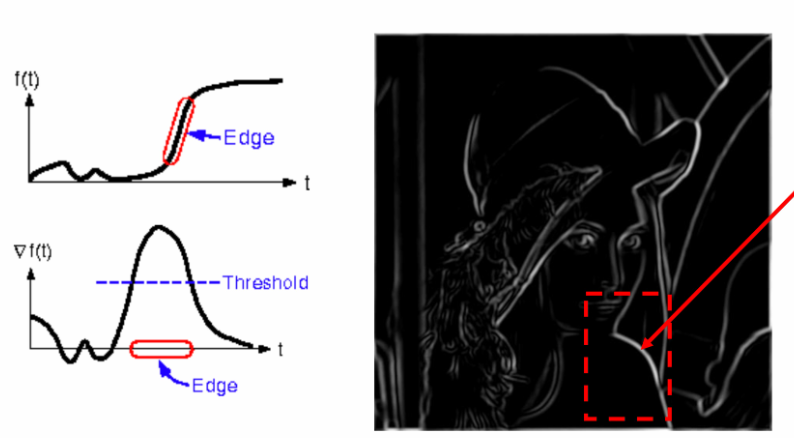 f(t)
Edge
t
∇ f(t)
Threshold
t
Edge